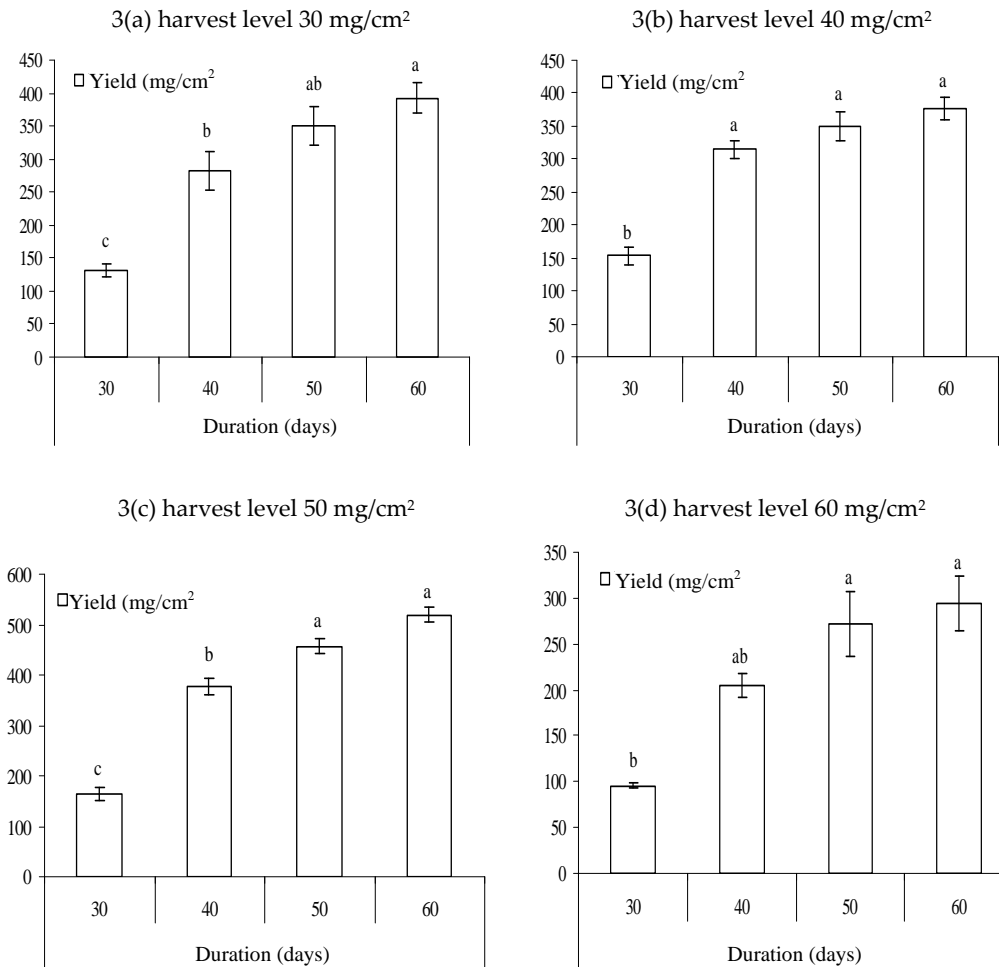 3(a) harvest level 30 mg/cm²
450
400
350
300
250
200
150
100
50
0
Yield (mg/cm²
c
b
ab
a
30 40 50 60
Duration (days)
3(b) harvest level 40 mg/cm²
450
400
350
300
250
200
150
100
50
0
Yield (mg/cm²
b
a
a
a
30 40 50 60
Duration (days)
3(c) harvest level 50 mg/cm²
600
500
400
300
200
100
0
Yield (mg/cm²
c
b
a
a
30 40 50 60
Duration (days)
3(d) harvest level 60 mg/cm²
350
300
250
200
150
100
50
0
Yield (mg/cm²
b
ab
a
a
30 40 50 60
Duration (days)